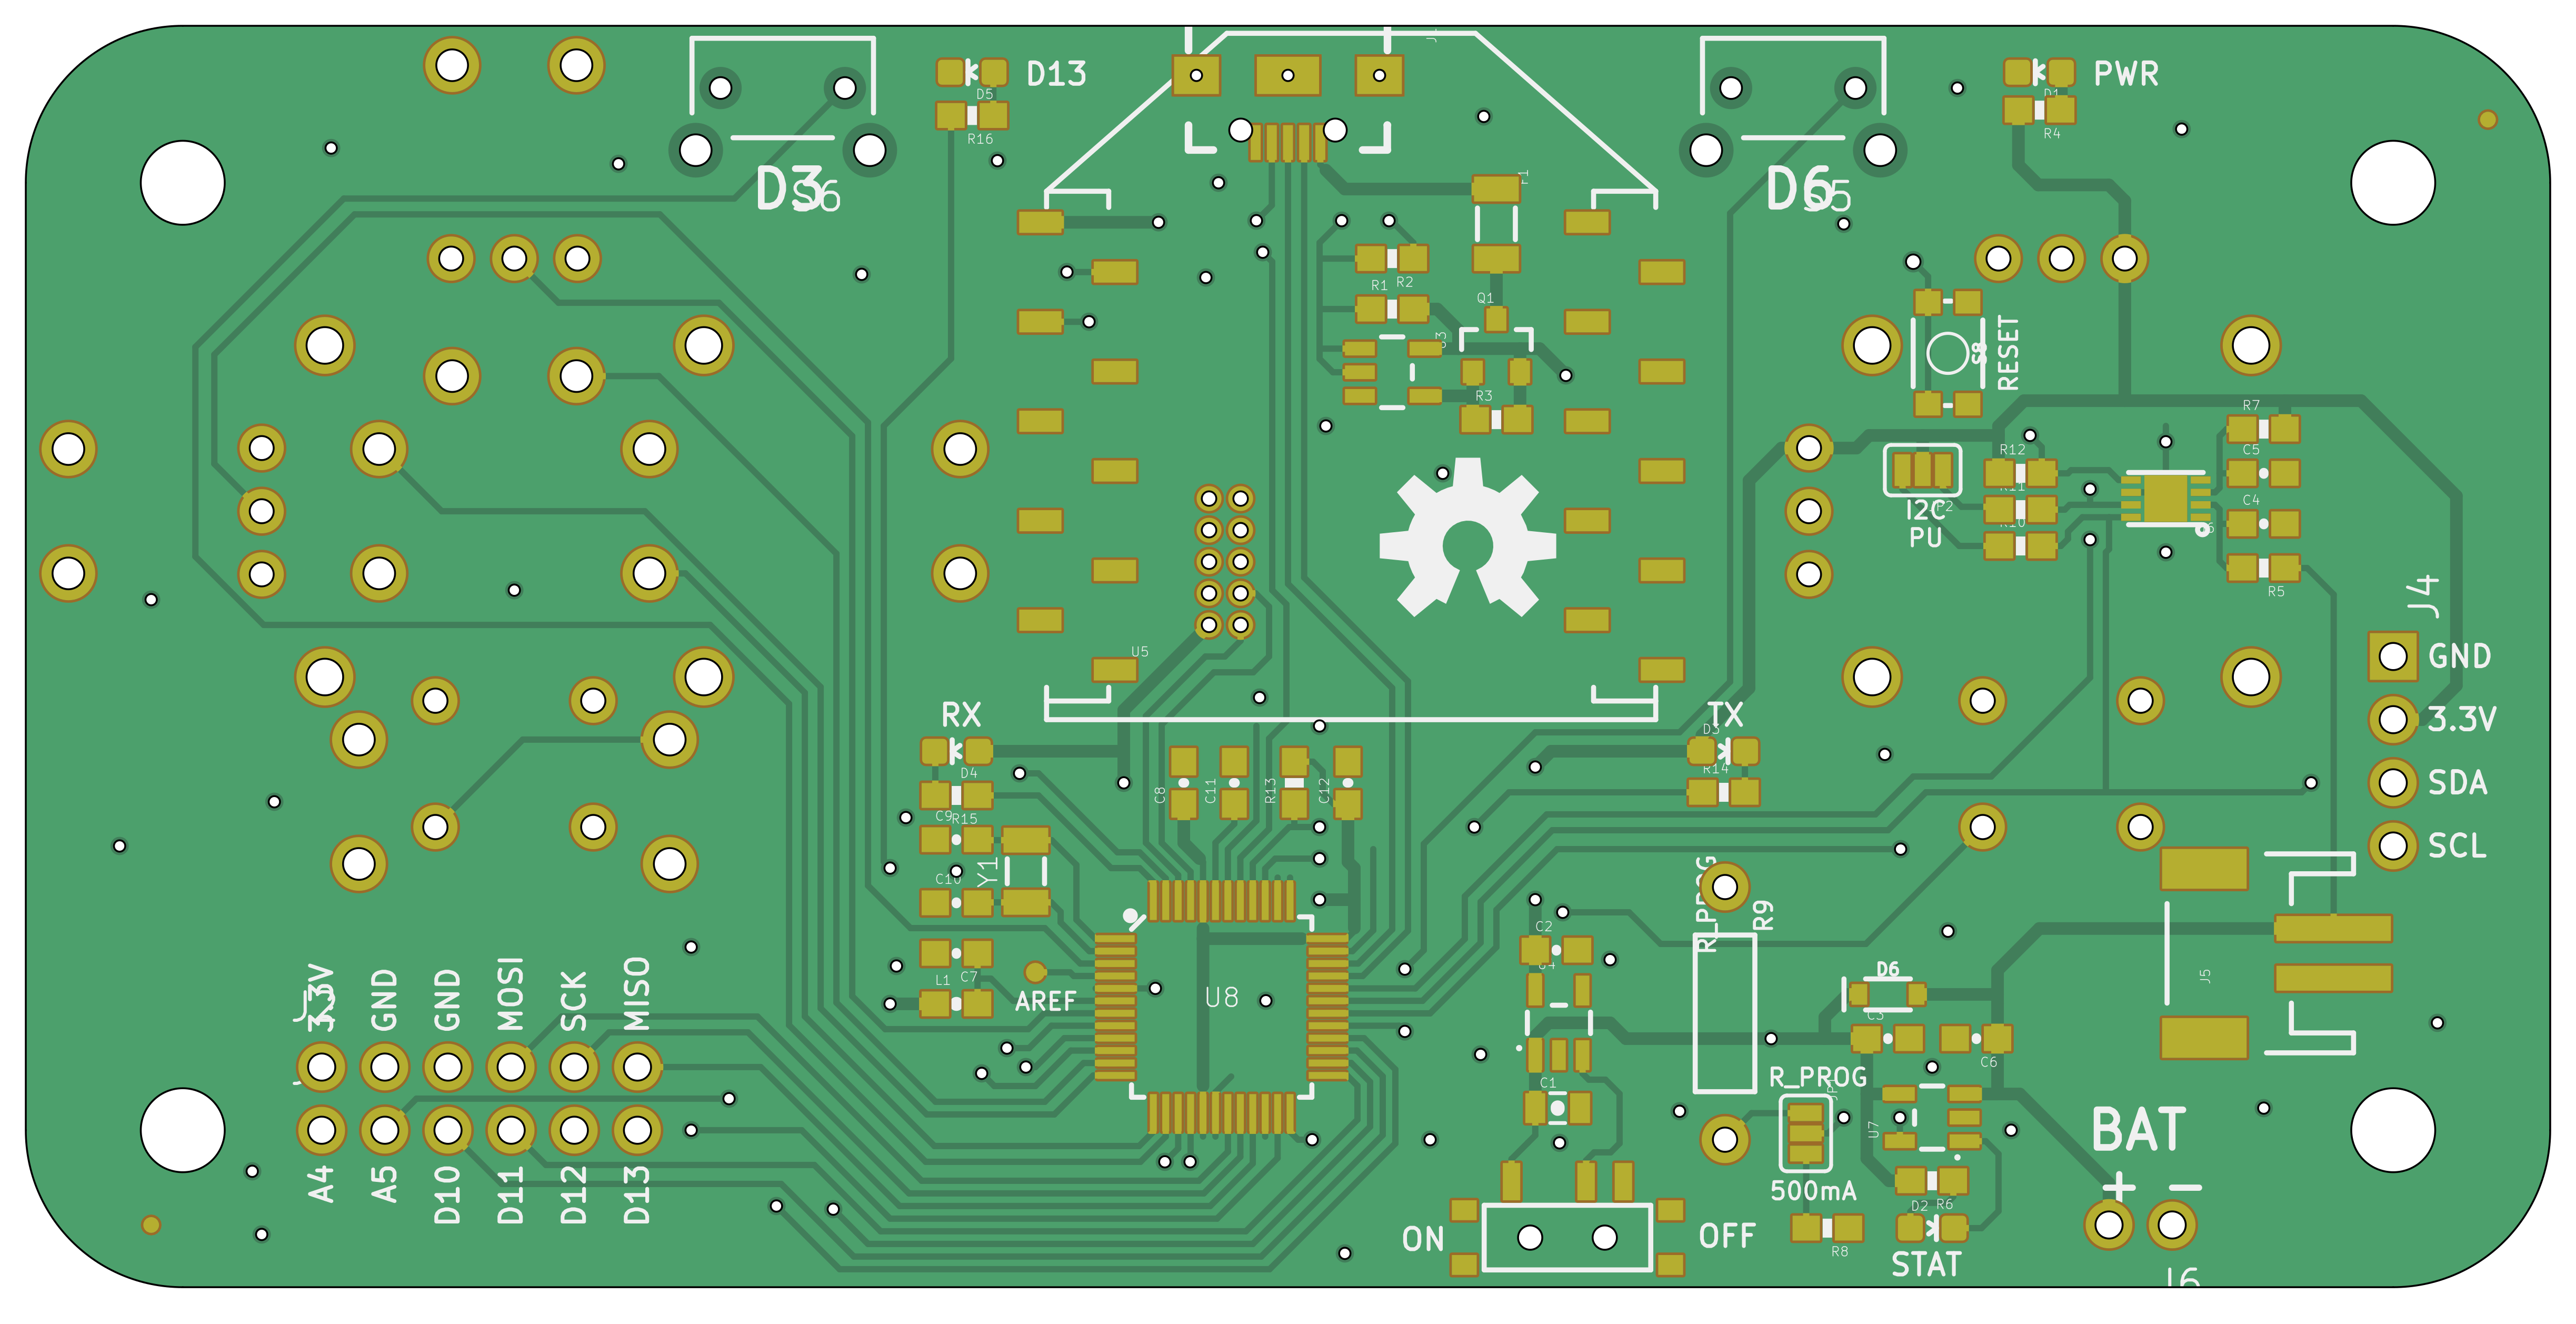 D13
D5
R16
PWR
D1
R4
D3
S6
D6
S5
F1
R2
R1
Q1
R3
RESET
S8
R7
C5
R12
R11
R10
JP2
I2C
PU
C4
R5
J4
GND
3.3V
SDA
SCL
U5
RX
D4
R15
TX
D3
R14
C8
C11
R13
C12
C9
Y1
C10
C7
L1
AREF
U8
R_PROG
R9
C2
C1
D6
C3
C6
J5
R_PROG
JP1
500mA
U7
R6
D2
STAT
R8
BAT
+ −
J6
ON
OFF
3.3V
GND
GND
MOSI
SCK
MISO
A4
A5
D10
D11
D12
D13